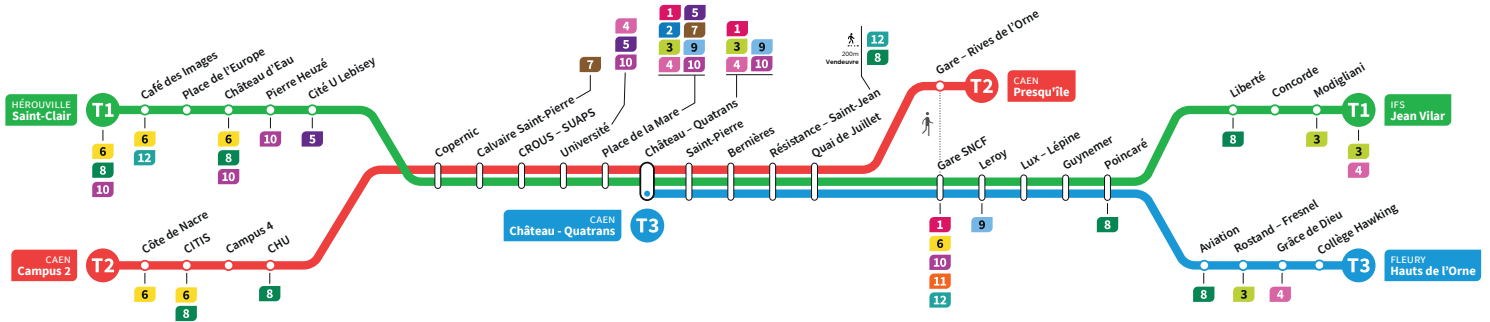 HÉROUVILLE
Saint-Clair
T1
6
8
10
Café des Images
6
12
Place de l'Europe
Château d'Eau
6
8
10
Pierre Heuzé
10
Cité U Lebisey
5
CAEN
Campus 2
T2
Côte de Nacre
6
CITIS
6
8
Campus 4
CHU
8
Copernic
Calvaire Saint-Pierre
7
CROUS – SUAPS
Université
4
5
10
Place de la Mare
1 5
2 7
3 9
4 10
Château – Quatrans
1
3 9
4 10
CAEN
Château - Quatrans
T3
Saint-Pierre
Bernières
Résistance – Saint-Jean
200m
Vendeuvre
12
8
Quai de Juillet
Gare – Rives de l'Orne
T2
CAEN
Presqu'île
Gare SNCF
1
6
10
11
12
Leroy
9
Lux – Lépine
Guynemer
Poincaré
8
Liberté
8
Concorde
Modigliani
3
T1
3
4
IFS
Jean Vilar
Aviation
8
Rostand – Fresnel
3
Grâce de Dieu
4
Collège Hawking
T3
FLEURY
Hauts de l'Orne